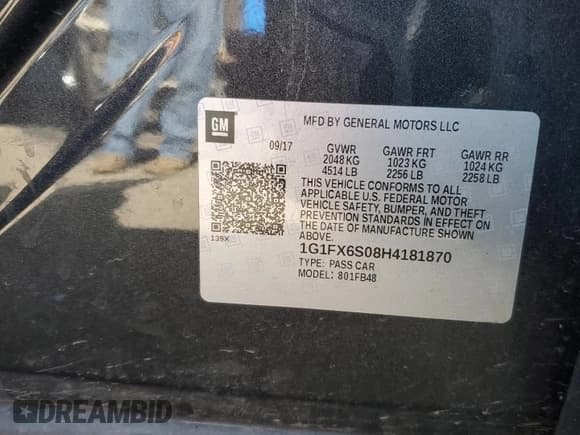 GM
MFD BY GENERAL MOTORS LLC
09/17 GVWR GAWR FRT GAWR RR
2048 KG 1023 KG 1024 KG
4514 LB 2256 LB 2258 LB
THIS VEHICLE CONFORMS TO ALL
APPLICABLE U.S. FEDERAL MOTOR
VEHICLE SAFETY, BUMPER, AND THEFT
PREVENTION STANDARDS IN EFFECT ON
THE DATE OF MANUFACTURE SHOWN
ABOVE.
139X
1G1FX6S08H4181870
TYPE: PASS CAR
MODEL: 801FB48
DREAMBID